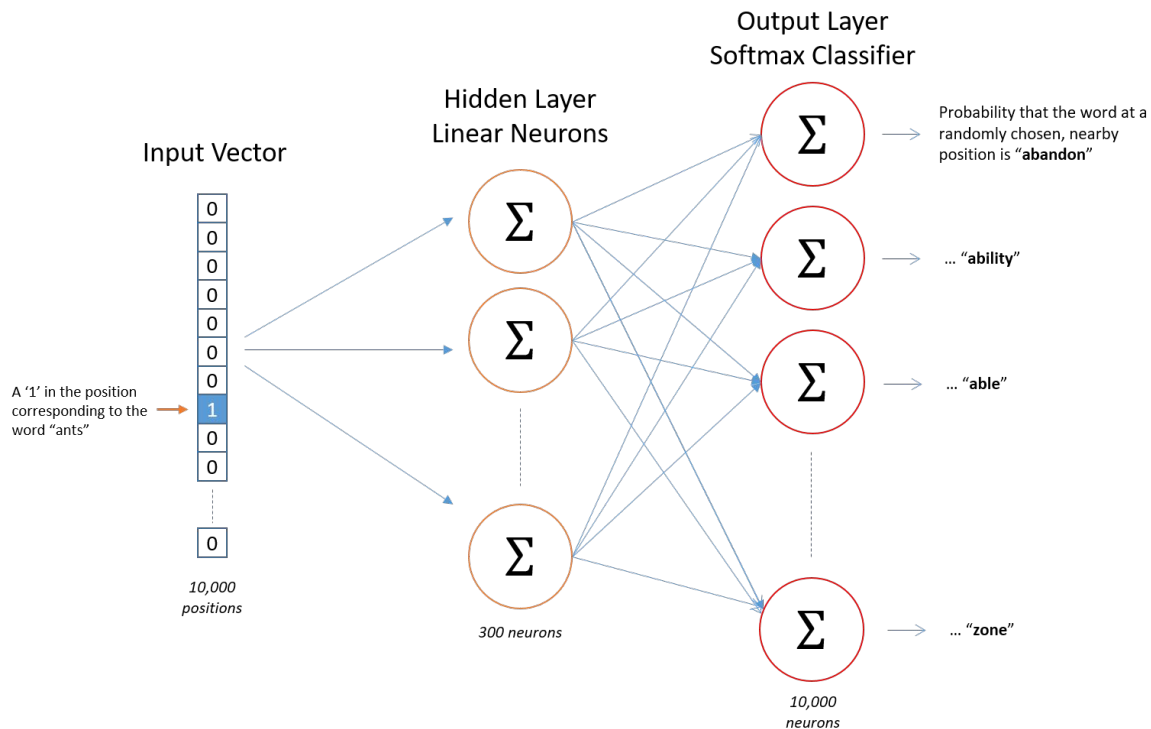 Output Layer
Softmax Classifier
Hidden Layer
Linear Neurons
Input Vector
0
0
0
0
0
0
0
1
0
0
0
A ‘1’ in the position
corresponding to the
word “ants”
10,000
positions
Σ
Σ
Σ
300 neurons
Σ
Σ
Σ
Σ
10,000
neurons
Probability that the word at a
randomly chosen, nearby
position is “abandon”
... “ability”
... “able”
... “zone”